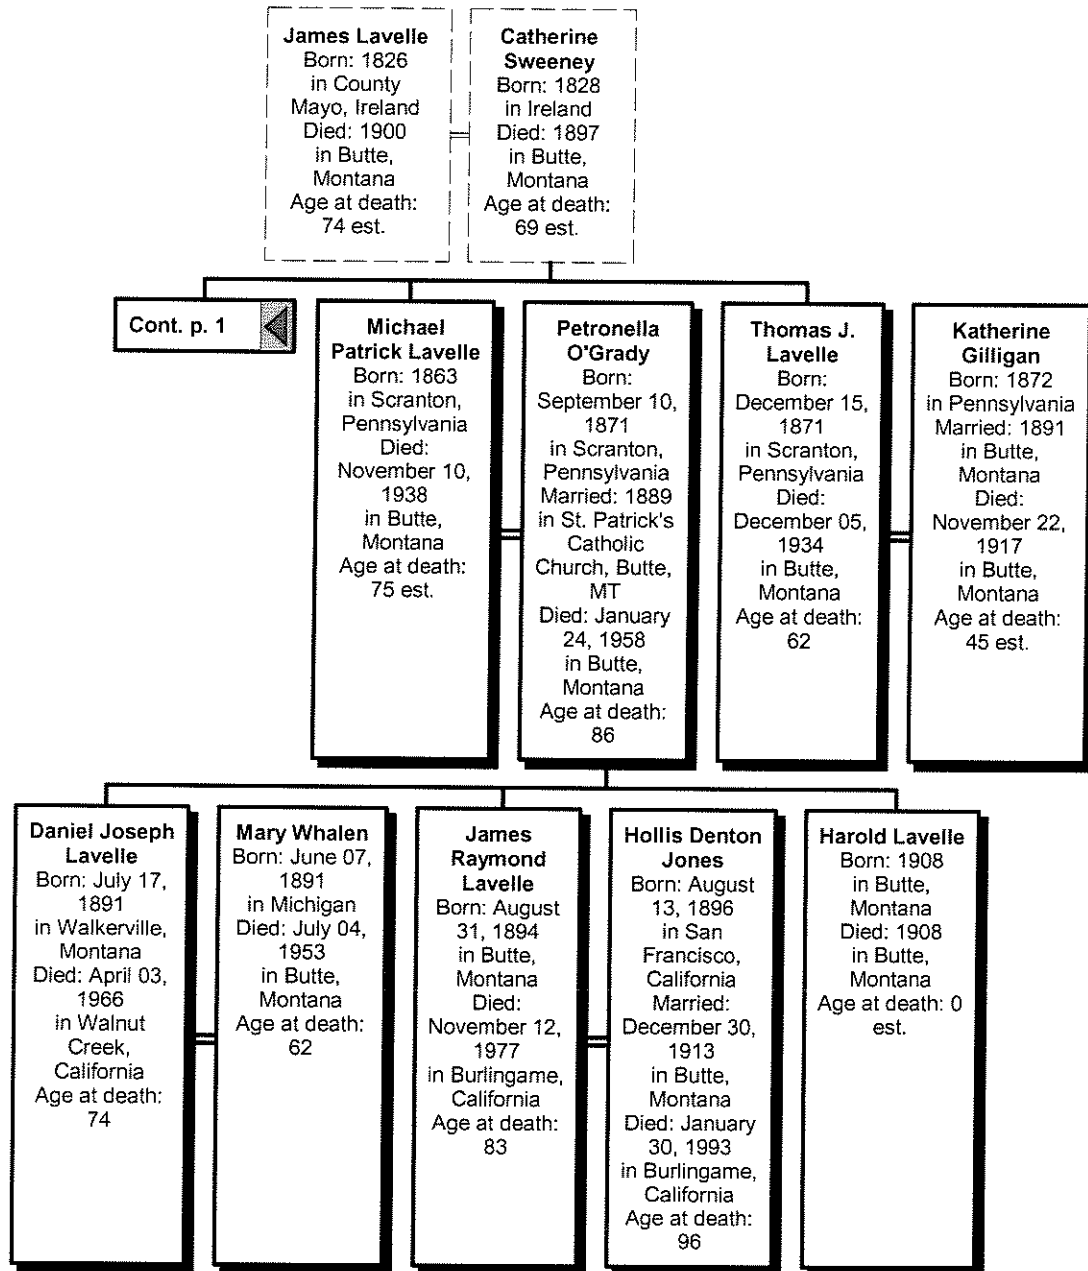 James Lavelle
Born: 1826
in County
Mayo, Ireland
Died: 1900
in Butte,
Montana
Age at death:
74 est.
Catherine
Sweeney
Born: 1828
in Ireland
Died: 1897
in Butte,
Montana
Age at death:
69 est.
Cont. p. 1
Michael
Patrick Lavelle
Born: 1863
in Scranton,
Pennsylvania
Died:
November 10,
1938
in Butte,
Montana
Age at death:
75 est.
Petronella
O'Grady
Born:
September 10,
1871
in Scranton,
Pennsylvania
Married: 1889
in St. Patrick's
Catholic
Church, Butte,
MT
Died: January
24, 1958
in Butte,
Montana
Age at death:
86
Thomas J.
Lavelle
Born:
December 15,
1871
in Scranton,
Pennsylvania
Died:
December 05,
1934
in Butte,
Montana
Age at death:
62
Katherine
Gilligan
Born: 1872
in Pennsylvania
Married: 1891
in Butte,
Montana
Died:
November 22,
1917
in Butte,
Montana
Age at death:
45 est.
Daniel Joseph
Lavelle
Born: July 17,
1891
in Walkerville,
Montana
Died: April 03,
1966
in Walnut
Creek,
California
Age at death:
74
Mary Whalen
Born: June 07,
1891
in Michigan
Died: July 04,
1953
in Butte,
Montana
Age at death:
62
James
Raymond
Lavelle
Born: August
31, 1894
in Butte,
Montana
Died:
November 12,
1977
in Burlingame,
California
Age at death:
83
Hollis Denton
Jones
Born: August
13, 1896
in San
Francisco,
California
Married:
December 30,
1913
in Butte,
Montana
Died: January
30, 1993
in Burlingame,
California
Age at death:
96
Harold Lavelle
Born: 1908
in Butte,
Montana
Died: 1908
in Butte,
Montana
Age at death: 0
est.